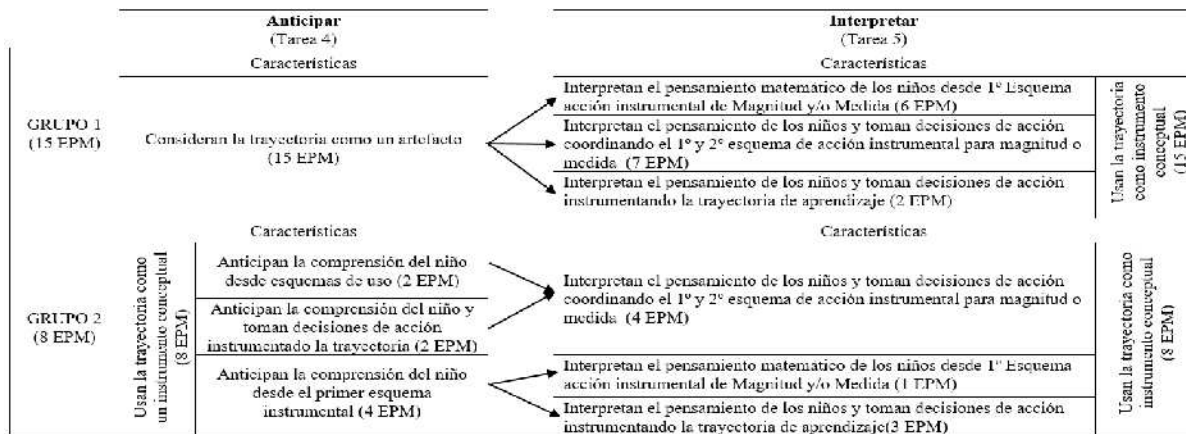 Anticipar
(Tarea 4)
Interpretar
(Tarea 5)
Características
Características
GRUPO 1
(15 EPM)
Consideran la trayectoria como un artefacto
(15 EPM)
Interpretan el pensamiento matemático de los niños desde 1º Esquema
acción instrumental de Magnitud y/o Medida (6 EPM)
Interpretan el pensamiento de los niños y toman decisiones de acción
coordinando el 1º y 2º esquema de acción instrumental para magnitud o
medida (7 EPM)
Interpretan el pensamiento de los niños y toman decisiones de acción
instrumentando la trayectoria de aprendizaje (2 EPM)
Usan la trayectoria
como instrumento
conceptual
(15 EPM)
Características
Características
GRUPO 2
(8 EPM)
Usan la trayectoria como
un instrumento conceptual
(8 EPM)
Anticipan la comprensión del niño
desde esquemas de uso (2 EPM)
Anticipan la comprensión del niño y
toman decisiones de acción
instrumentado la trayectoria (2 EPM)
Anticipan la comprensión del niño
desde el primer esquema
instrumental (4 EPM)
Interpretan el pensamiento de los niños y toman decisiones de acción
coordinando el 1º y 2º esquema de acción instrumental para magnitud o
medida (4 EPM)
Interpretan el pensamiento matemático de los niños desde 1º Esquema
acción instrumental de Magnitud y/o Medida (1 EPM)
Interpretan el pensamiento de los niños y toman decisiones de acción
instrumentando la trayectoria de aprendizaje(3 EPM)
Usan la trayectoria como
instrumento conceptual
(8 EPM)